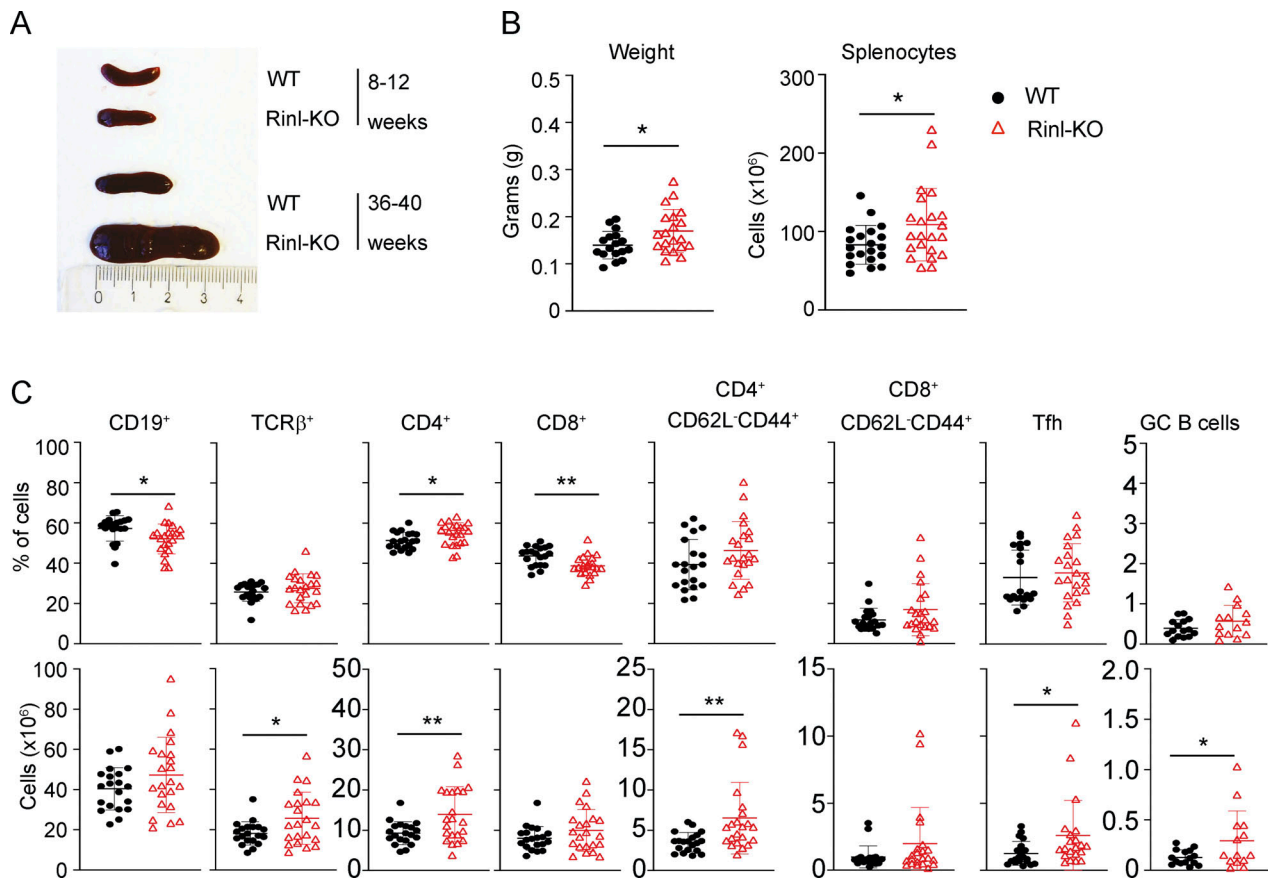 A
WT
Rinl-KO
8-12
weeks
WT
Rinl-KO
36-40
weeks
0 1 2 3 4
B
Weight
Grams (g)
0.5
0.4
0.3
0.2
0.1
0
*
Splenocytes
Cells (x10⁶)
300
200
100
0
*
WT
Rinl-KO
C
CD19⁺
TCRβ⁺
CD4⁺
CD8⁺
CD4⁺
CD62L⁻CD44⁺
CD8⁺
CD62L⁻CD44⁺
Tfh
GC B cells
% of cells
100
80
60
40
20
0
*
*
**
5
4
3
2
1
0
Cells (x10⁶)
100
80
60
40
20
0
*
50
40
30
20
10
0
**
25
20
15
10
5
0
**
15
10
5
0
*
2.0
1.5
1.0
0.5
0
*